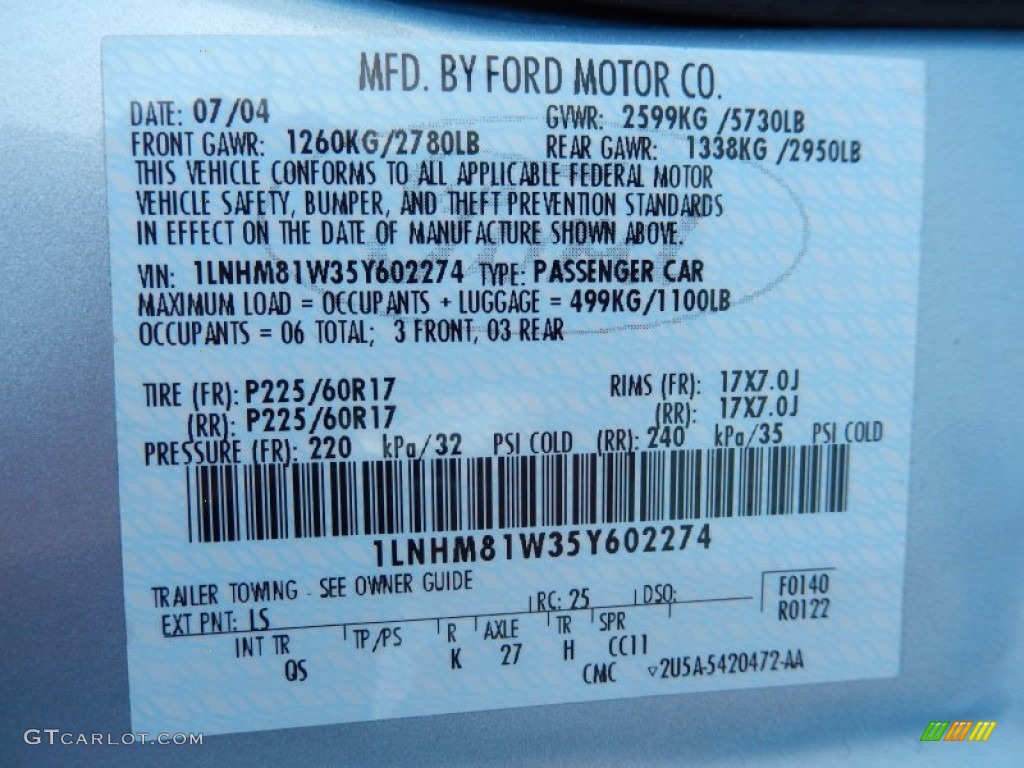 MFD. BY FORD MOTOR CO.
DATE: 07/04 GVWR: 2599KG /5730LB
FRONT GAWR: 1260KG/2780LB REAR GAWR: 1338KG /2950LB
THIS VEHICLE CONFORMS TO ALL APPLICABLE FEDERAL MOTOR
VEHICLE SAFETY, BUMPER, AND THEFT PREVENTION STANDARDS
IN EFFECT ON THE DATE OF MANUFACTURE SHOWN ABOVE.
VIN: 1LNHM81W35Y602274 TYPE: PASSENGER CAR
MAXIMUM LOAD = OCCUPANTS + LUGGAGE = 499KG/1100LB
OCCUPANTS = 06 TOTAL; 3 FRONT, 03 REAR
TIRE (FR): P225/60R17 RIMS (FR): 17X7.0J
(RR): P225/60R17 (RR): 17X7.0J
PRESSURE (FR): 220 kPa/32 PSI COLD (RR): 240 kPa/35 PSI COLD
1LNHM81W35Y602274
TRAILER TOWING - SEE OWNER GUIDE
EXT PNT: LS RC: 25 DSO: F0140
R0122
INT TR TP/PS R AXLE TR SPR
QS K 27 H CC11
CMC ▿2U5A-5420472-AA
GTCARLOT.COM